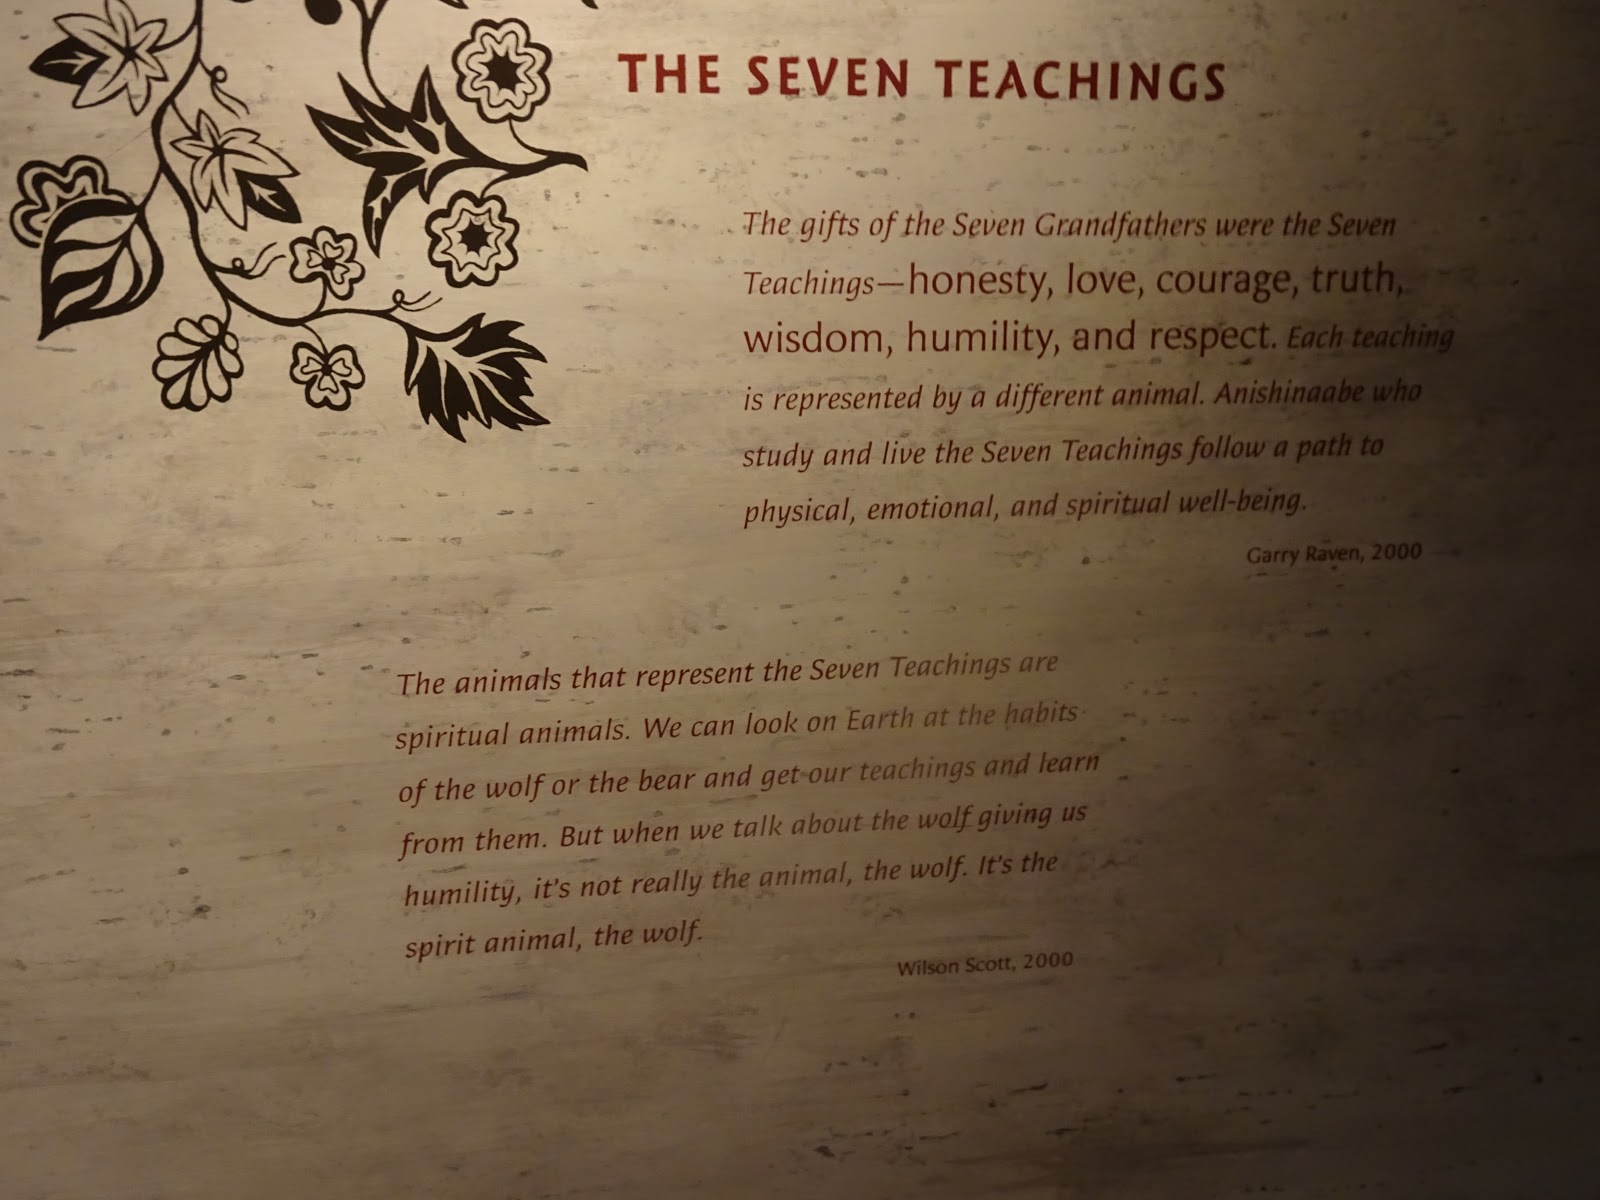 THE SEVEN TEACHINGS
The gifts of the Seven Grandfathers were the Seven
Teachings—honesty, love, courage, truth,
wisdom, humility, and respect. Each teaching
is represented by a different animal. Anishinaabe who
study and live the Seven Teachings follow a path to
physical, emotional, and spiritual well-being.
Garry Raven, 2000
The animals that represent the Seven Teachings are
spiritual animals. We can look on Earth at the habits
of the wolf or the bear and get our teachings and learn
from them. But when we talk about the wolf giving us
humility, it's not really the animal, the wolf. It's the
spirit animal, the wolf.
Wilson Scott, 2000